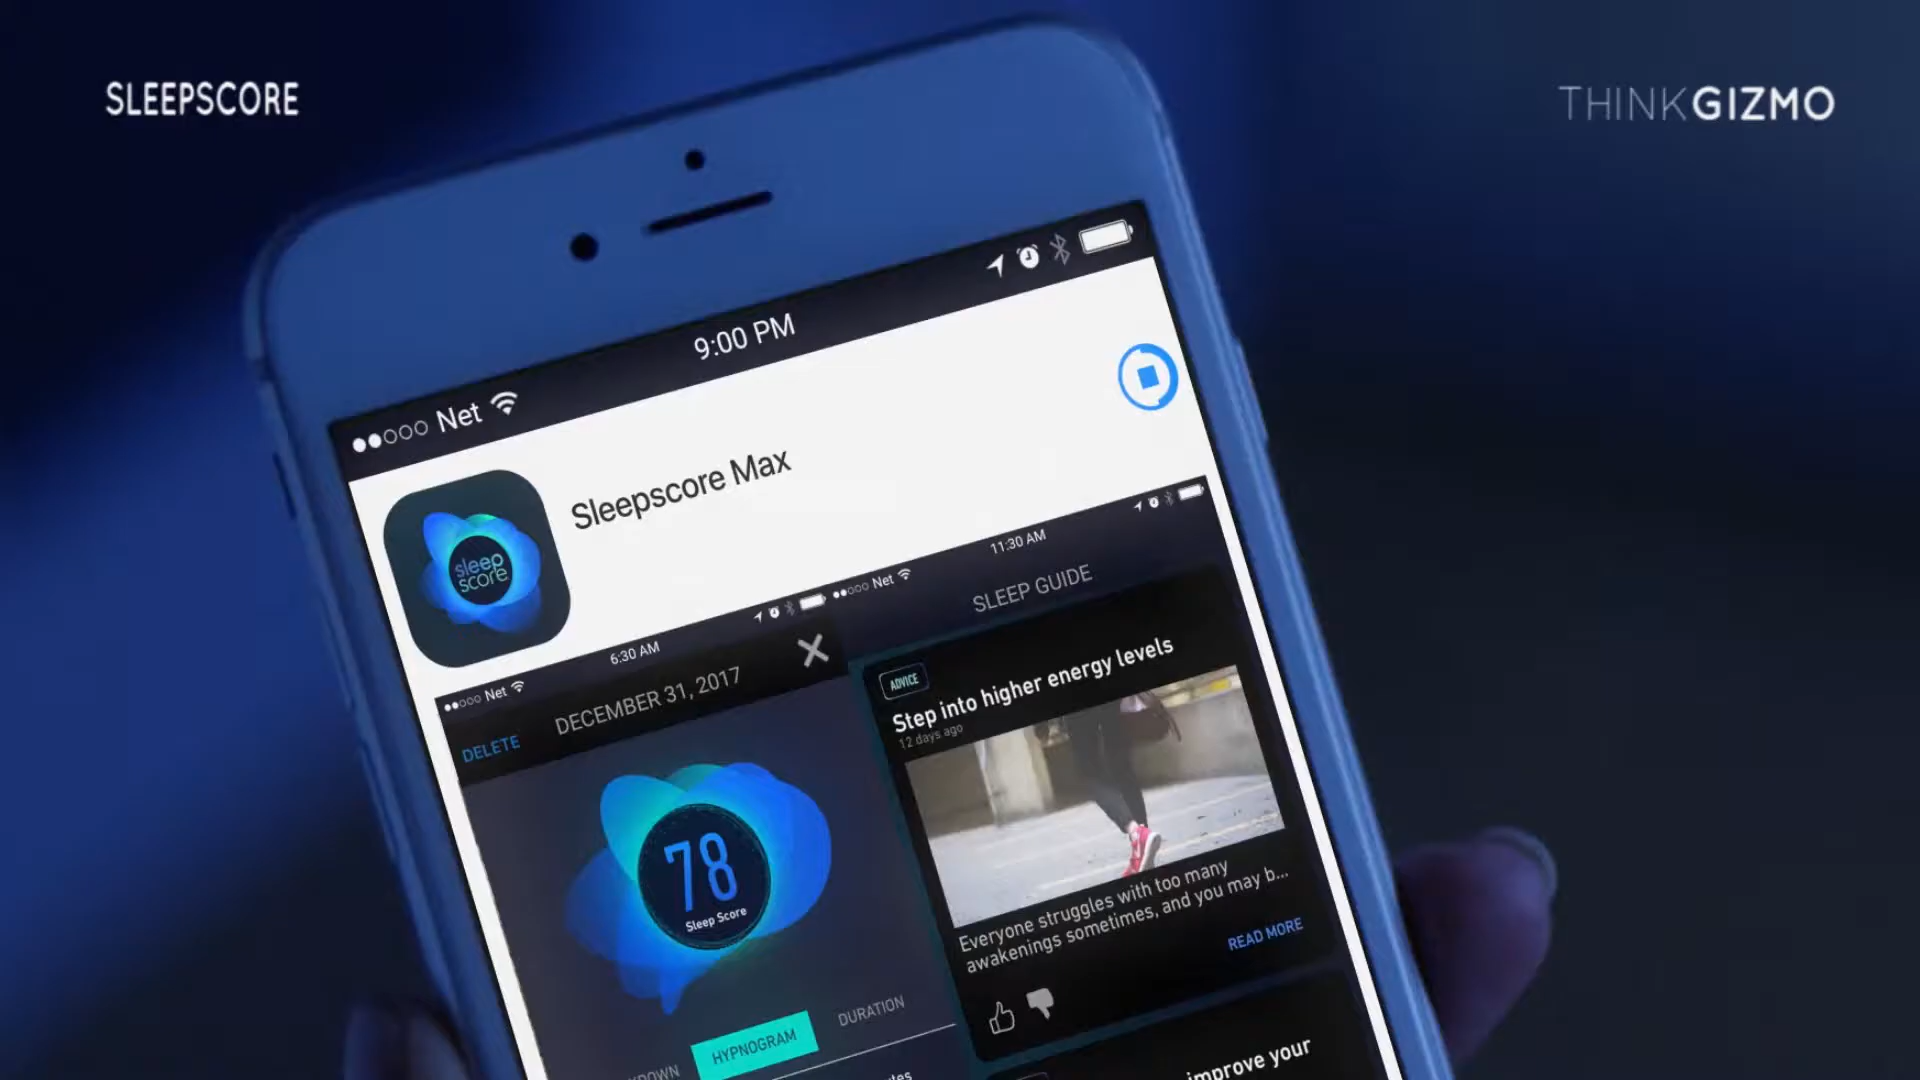 SLEEPSCORE
THINKGIZMO
9:00 PM
Net
Sleepscore Max
sleep
score
11:30 AM
Net
SLEEP GUIDE
6:30 AM
Net
DECEMBER 31, 2017
DELETE
ADVICE
Step into higher energy levels
12 days ago
78
Sleep Score
Everyone struggles with too many
awakenings sometimes, and you may b...
READ MORE
DURATION
HYPNOGRAM
improve your